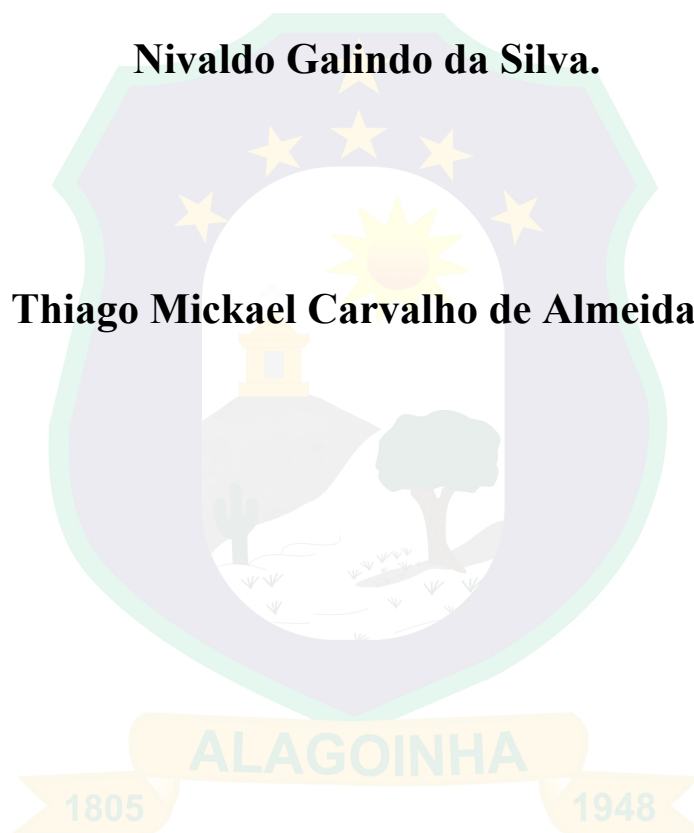 Nivaldo Galindo da Silva.
Thiago Mickael Carvalho de Almeida
ALAGOINHA
1805
1948